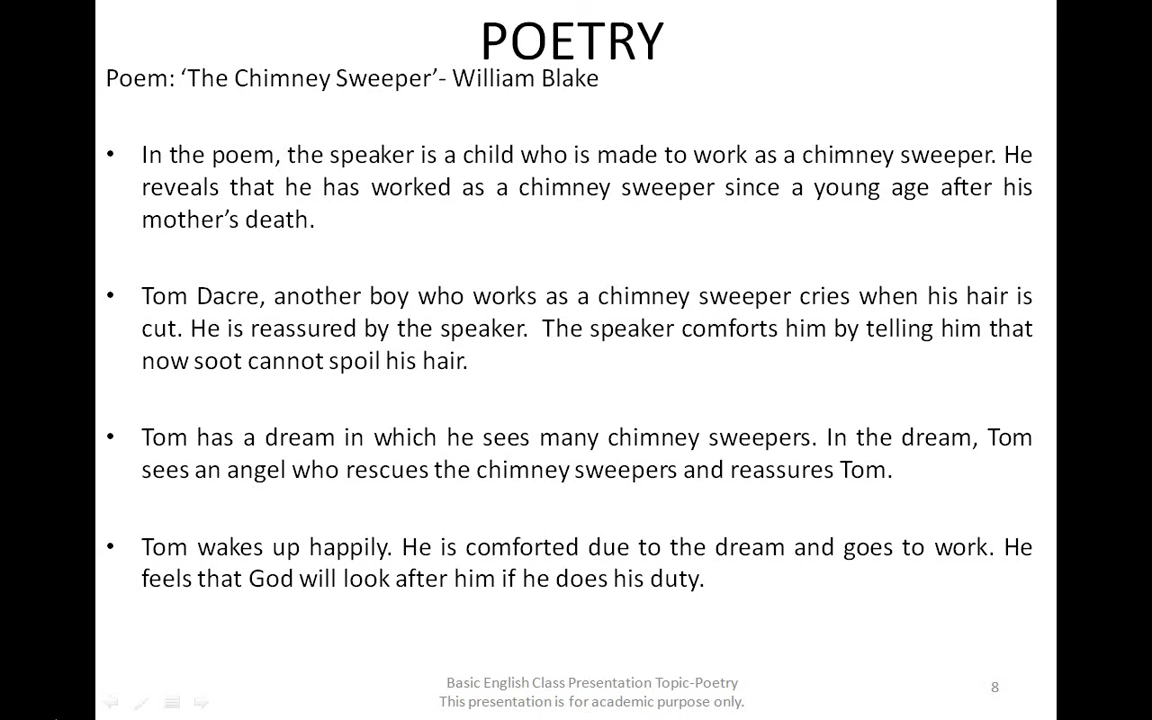 POETRY
Poem: ‘The Chimney Sweeper’- William Blake
• In the poem, the speaker is a child who is made to work as a chimney sweeper. He
reveals that he has worked as a chimney sweeper since a young age after his
mother’s death.
• Tom Dacre, another boy who works as a chimney sweeper cries when his hair is
cut. He is reassured by the speaker.  The speaker comforts him by telling him that
now soot cannot spoil his hair.
• Tom has a dream in which he sees many chimney sweepers. In the dream, Tom
sees an angel who rescues the chimney sweepers and reassures Tom.
• Tom wakes up happily. He is comforted due to the dream and goes to work. He
feels that God will look after him if he does his duty.
Basic English Class Presentation Topic-Poetry
This presentation is for academic purpose only.
8